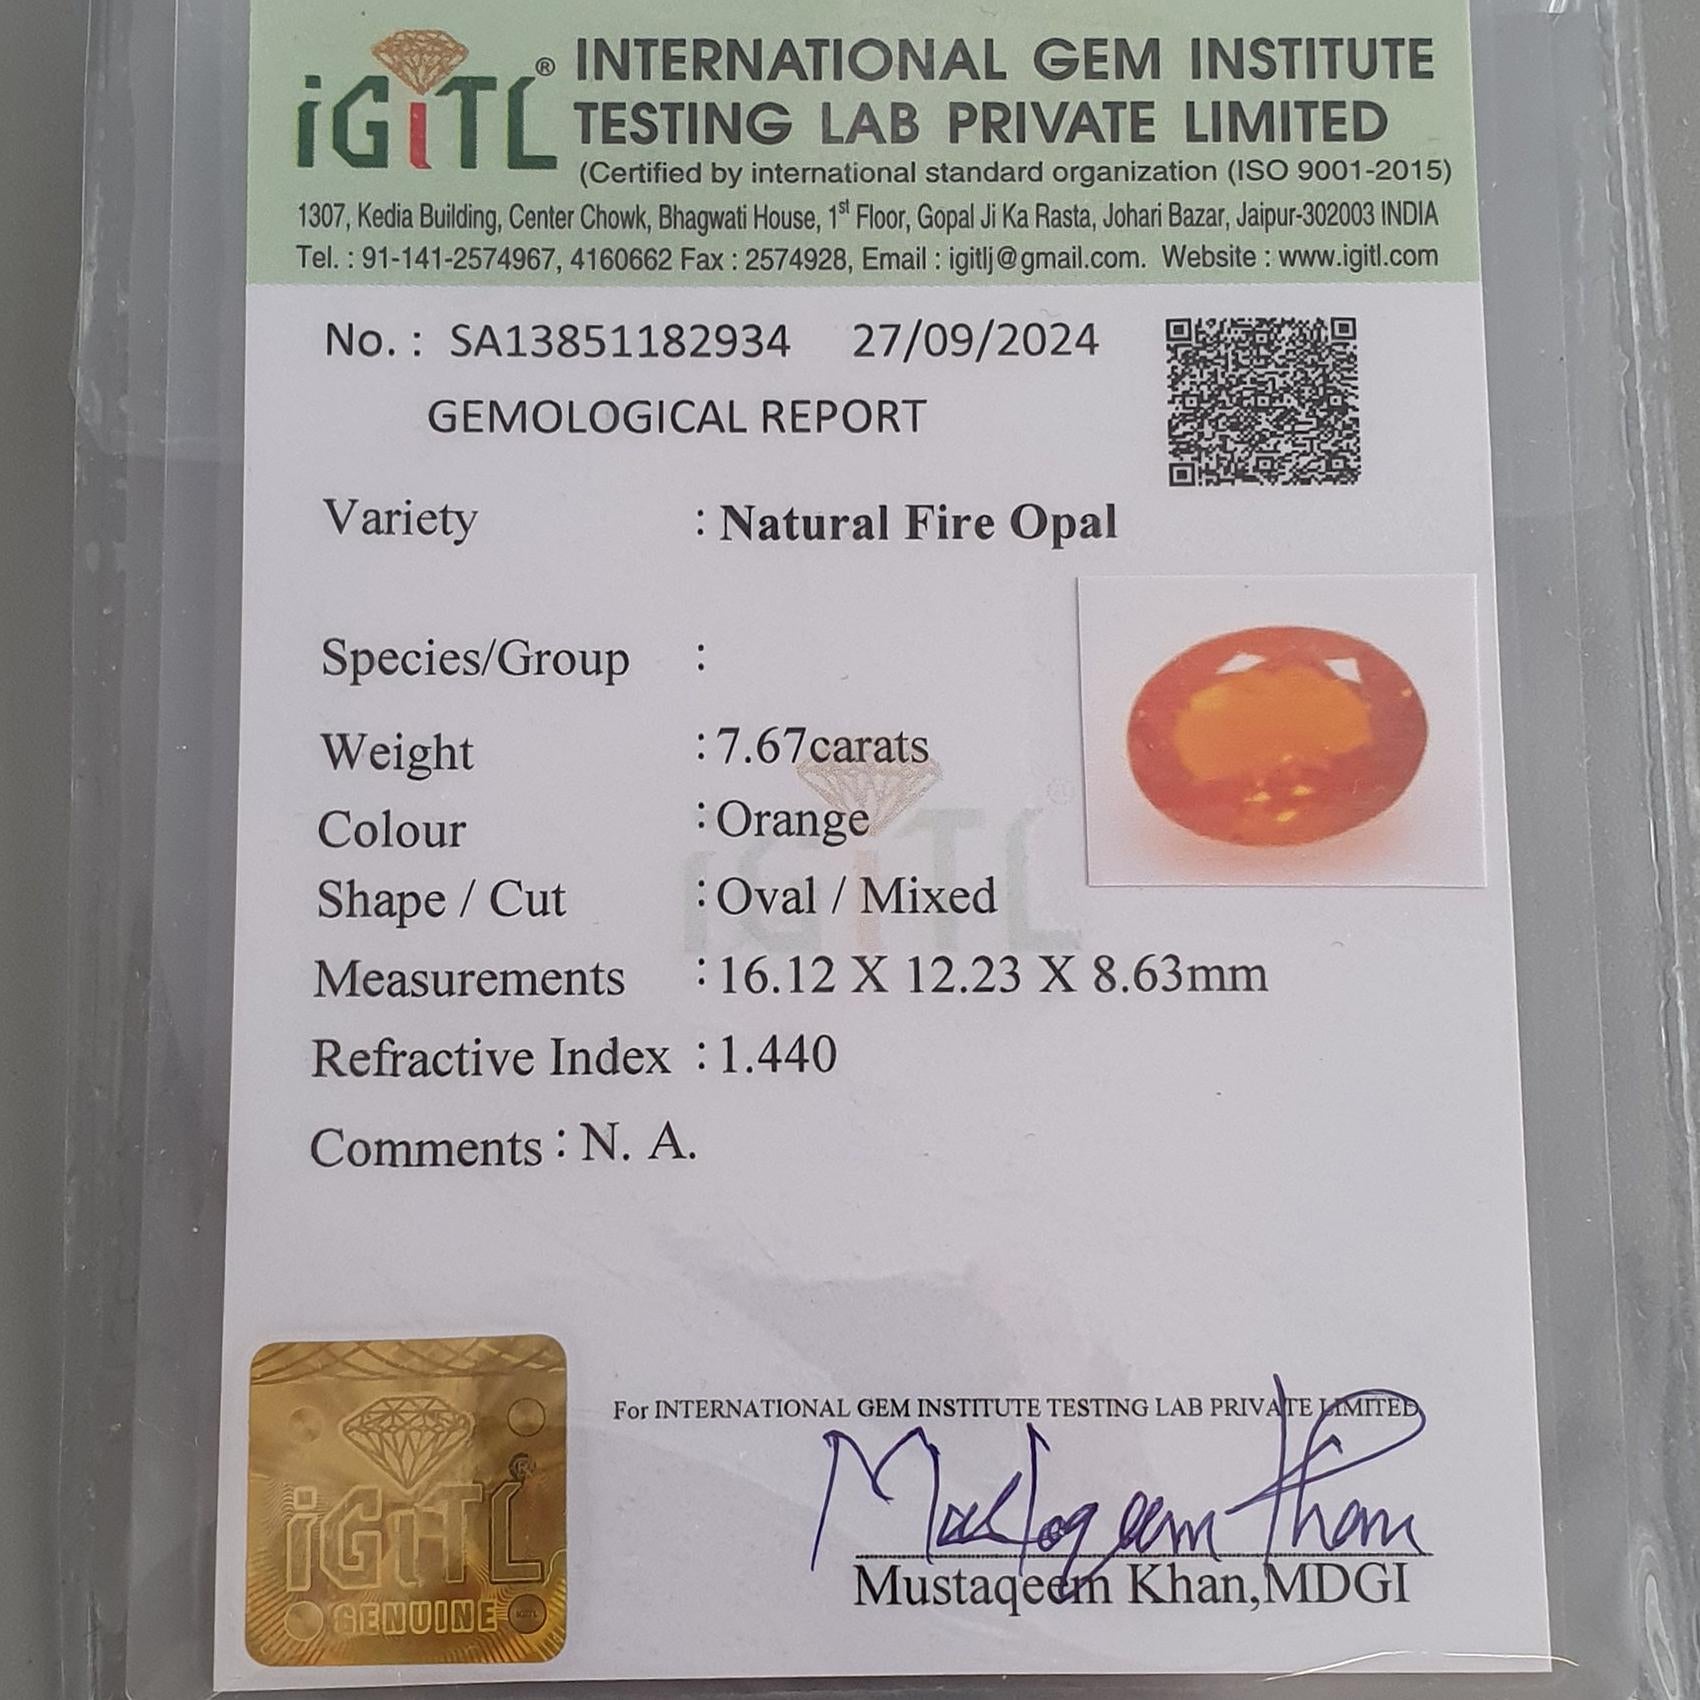 iGiTL® INTERNATIONAL GEM INSTITUTE
TESTING LAB PRIVATE LIMITED
(Certified by international standard organization (ISO 9001-2015)
1307, Kedia Building, Center Chowk, Bhagwati House, 1st Floor, Gopal Ji Ka Rasta, Johari Bazar, Jaipur-302003 INDIA
Tel. : 91-141-2574967, 4160662 Fax : 2574928, Email : igitlj@gmail.com. Website : www.igitl.com
No. : SA13851182934 27/09/2024
GEMOLOGICAL REPORT
Variety : Natural Fire Opal
Species/Group :
Weight : 7.67carats
Colour : Orange
Shape / Cut : Oval / Mixed
Measurements : 16.12 X 12.23 X 8.63mm
Refractive Index : 1.440
Comments : N. A.
iGiTL
For INTERNATIONAL GEM INSTITUTE TESTING LAB PRIVATE LIMITED
Mustaqeem Khan
Mustaqeem Khan,MDGI
iGiTL®
GENUINE